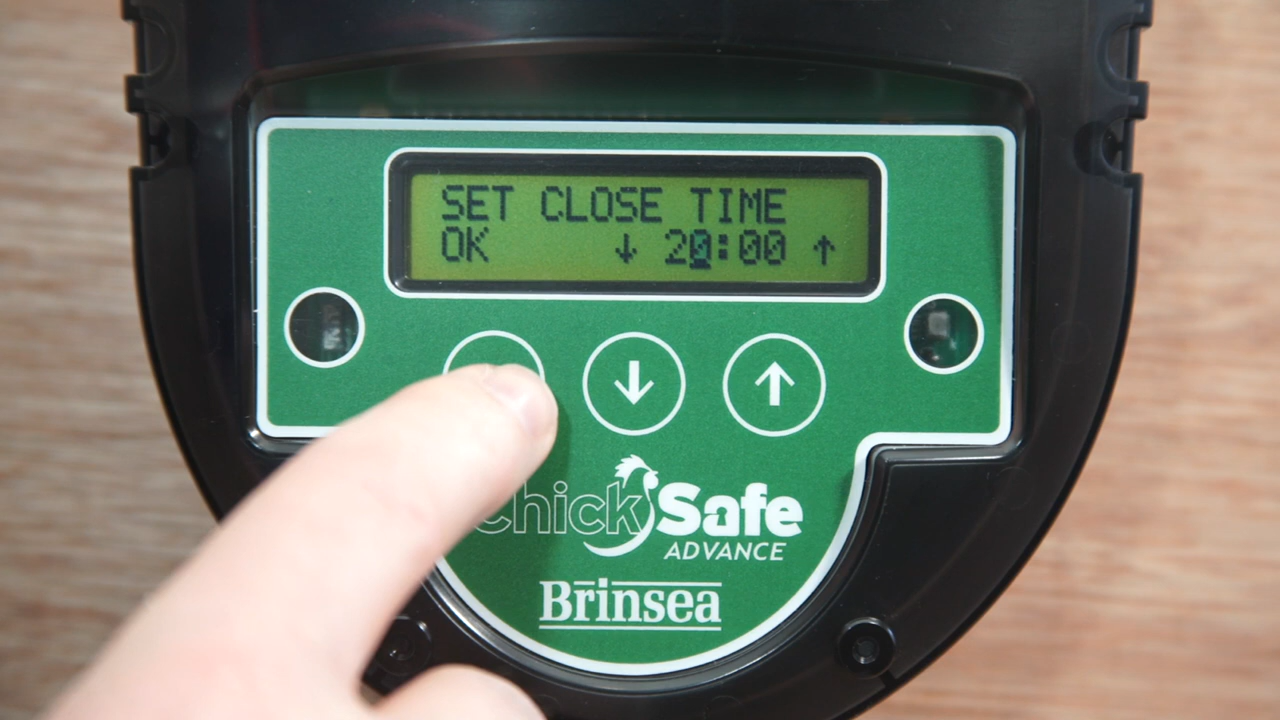 SET CLOSE TIME
OK ↓ 20:00 ↑
ChickSafe
ADVANCE
Brinsea